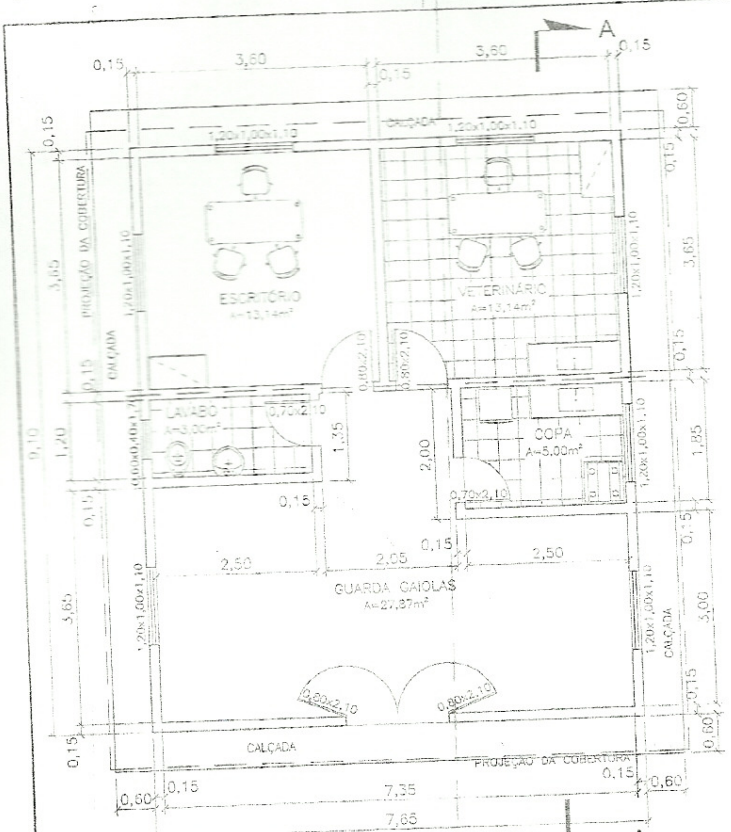 A
3,60
3,60
0,15
0,15
0,15
CALÇADA
0,60
0,15
0,15
1,20x1,00x1,10
1,20x1,00x1,10
PROJEÇÃO DA COBERTURA
CALÇADA
1,20x1,00x1,10
3,65
9,10
ESCRITÓRIO
A=13,14m²
VETERINÁRIO
A=13,14m²
1,20x1,00x1,10
3,65
0,80x2,10
0,80x2,10
0,15
0,15
1,20
LAVABO
A=3,00m²
0,70x2,10
1,35
2,00
COPA
A=5,00m²
1,20x1,00x1,10
1,85
0,70x2,10
0,15
0,15
0,15
0,15
2,50
2,05
2,50
GUARDA GAIOLAS
A=27,87m²
1,20x1,00x1,10
3,65
1,20x1,00x1,10
CALÇADA
3,00
0,80x2,10
0,80x2,10
0,15
0,15
0,60
CALÇADA
PROJEÇÃO DA COBERTURA
0,60
0,15
7,35
0,15
0,60
7,65